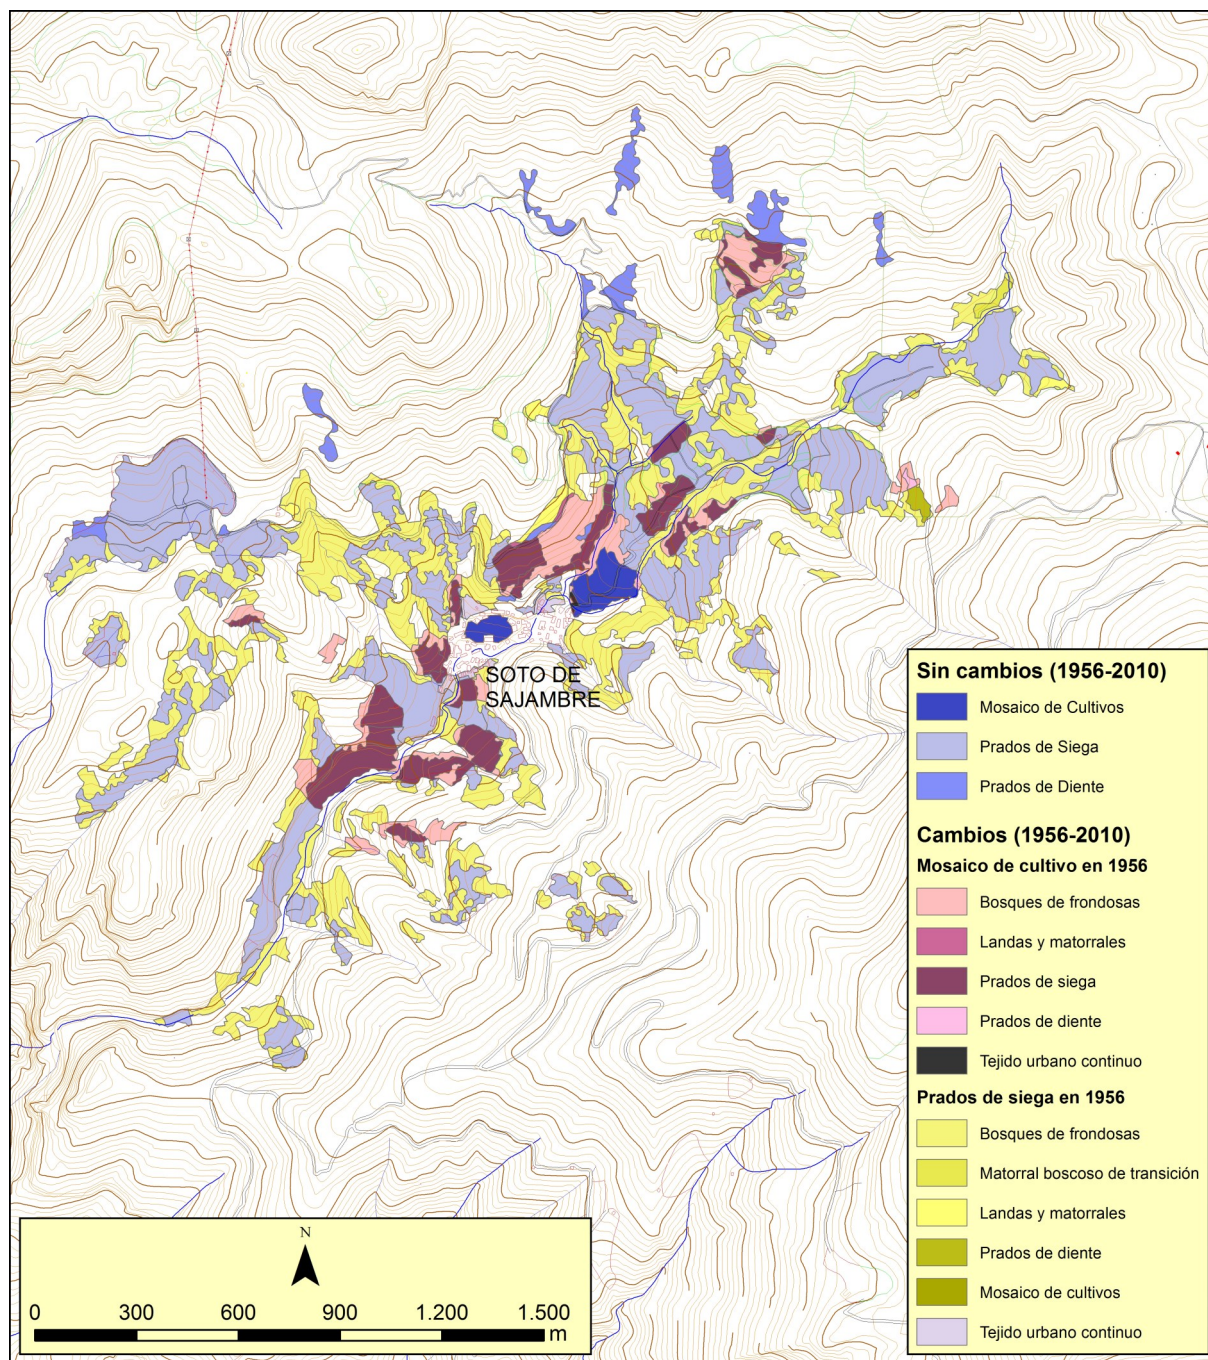 SOTO DE
SAJAMBRE
Sin cambios (1956-2010)
Mosaico de Cultivos
Prados de Siega
Prados de Diente
Cambios (1956-2010)
Mosaico de cultivo en 1956
Bosques de frondosas
Landas y matorrales
Prados de siega
Prados de diente
Tejido urbano continuo
Prados de siega en 1956
Bosques de frondosas
Matorral boscoso de transición
Landas y matorrales
Prados de diente
Mosaico de cultivos
Tejido urbano continuo
N
0 300 600 900 1.200 1.500
m